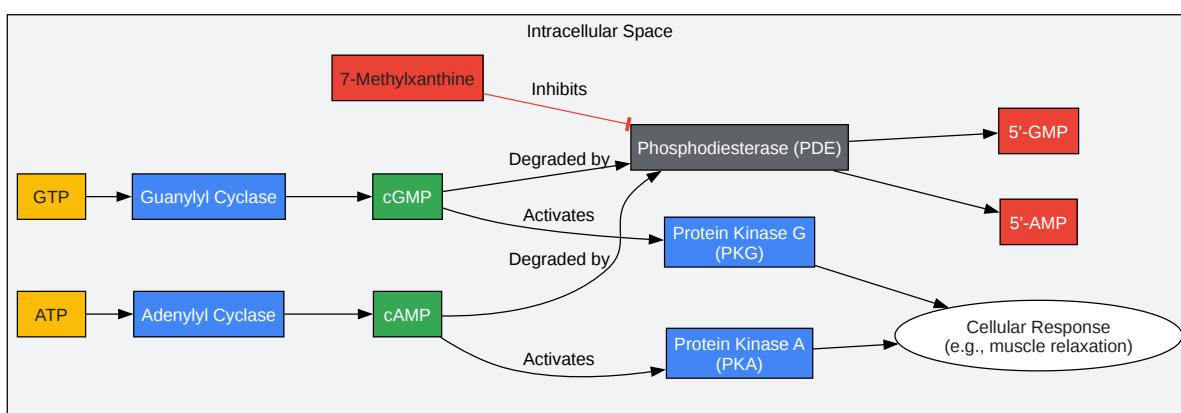 Intracellular Space
7-Methylxanthine
Inhibits
Phosphodiesterase (PDE)
5'-GMP
Degraded by
GTP
Guanylyl Cyclase
cGMP
Activates
Protein Kinase G
(PKG)
5'-AMP
Degraded by
ATP
Adenylyl Cyclase
cAMP
Activates
Protein Kinase A
(PKA)
Cellular Response
(e.g., muscle relaxation)